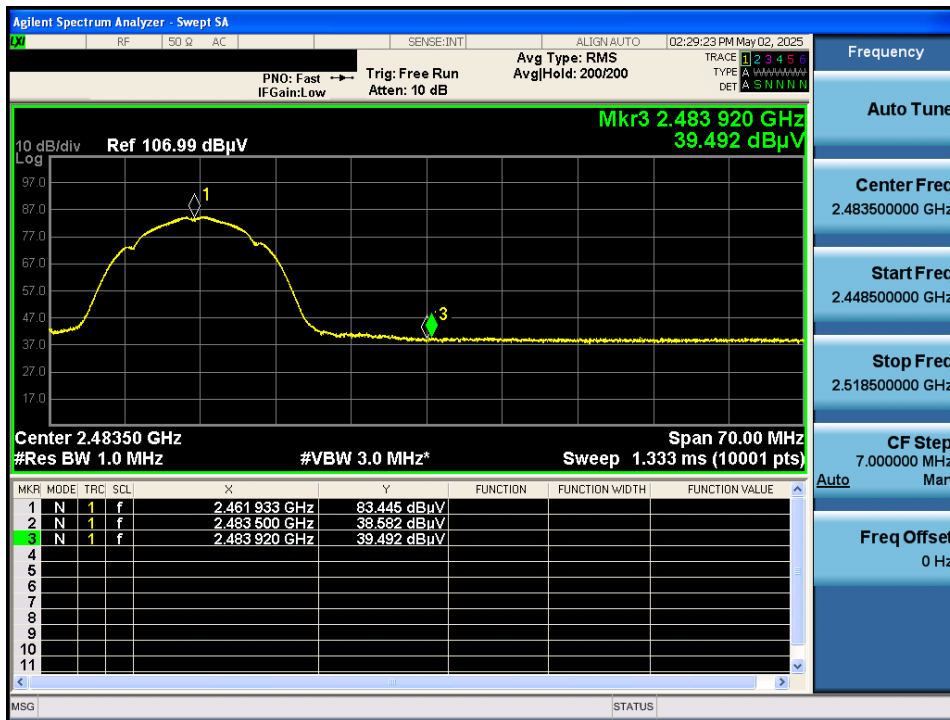 Agilent Spectrum Analyzer - Swept SA
LXI RF 50 Ω AC SENSE:INT ALIGN AUTO 02:29:23 PM May 02, 2025
PNO: Fast Trig: Free Run Avg Type: RMS TRACE 1 2 3 4 5 6
IFGain:Low Atten: 10 dB Avg|Hold: 200/200 TYPE A WWWWW
DET A S N N N N
Mkr3 2.483 920 GHz
39.492 dBµV
10 dB/div Ref 106.99 dBµV
Log
97.0
87.0
77.0
67.0
57.0
47.0
37.0
27.0
17.0
1
3
Center 2.48350 GHz Span 70.00 MHz
#Res BW 1.0 MHz #VBW 3.0 MHz* Sweep 1.333 ms (10001 pts)
MKR MODE TRC SCL X Y FUNCTION FUNCTION WIDTH FUNCTION VALUE
1 N 1 f 2.461 933 GHz 83.445 dBµV
2 N 1 f 2.483 500 GHz 38.582 dBµV
3 N 1 f 2.483 920 GHz 39.492 dBµV
4
5
6
7
8
9
10
11
MSG STATUS
Frequency
Auto Tune
Center Freq
2.483500000 GHz
Start Freq
2.448500000 GHz
Stop Freq
2.518500000 GHz
CF Step
7.000000 MHz
Auto Man
Freq Offset
0 Hz